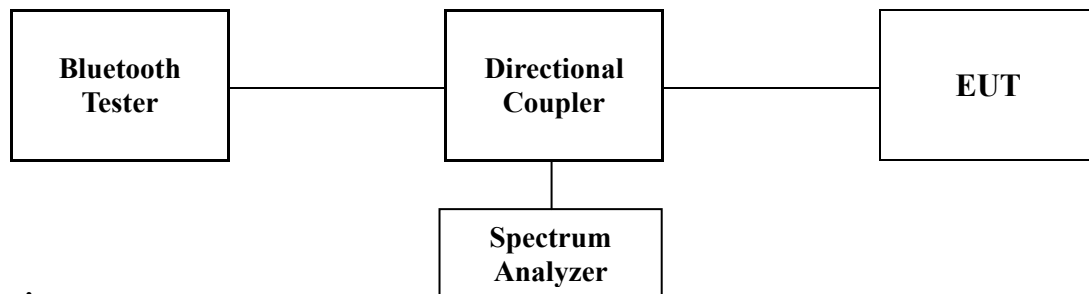 Bluetooth
Tester
Directional
Coupler
EUT
Spectrum
Analyzer